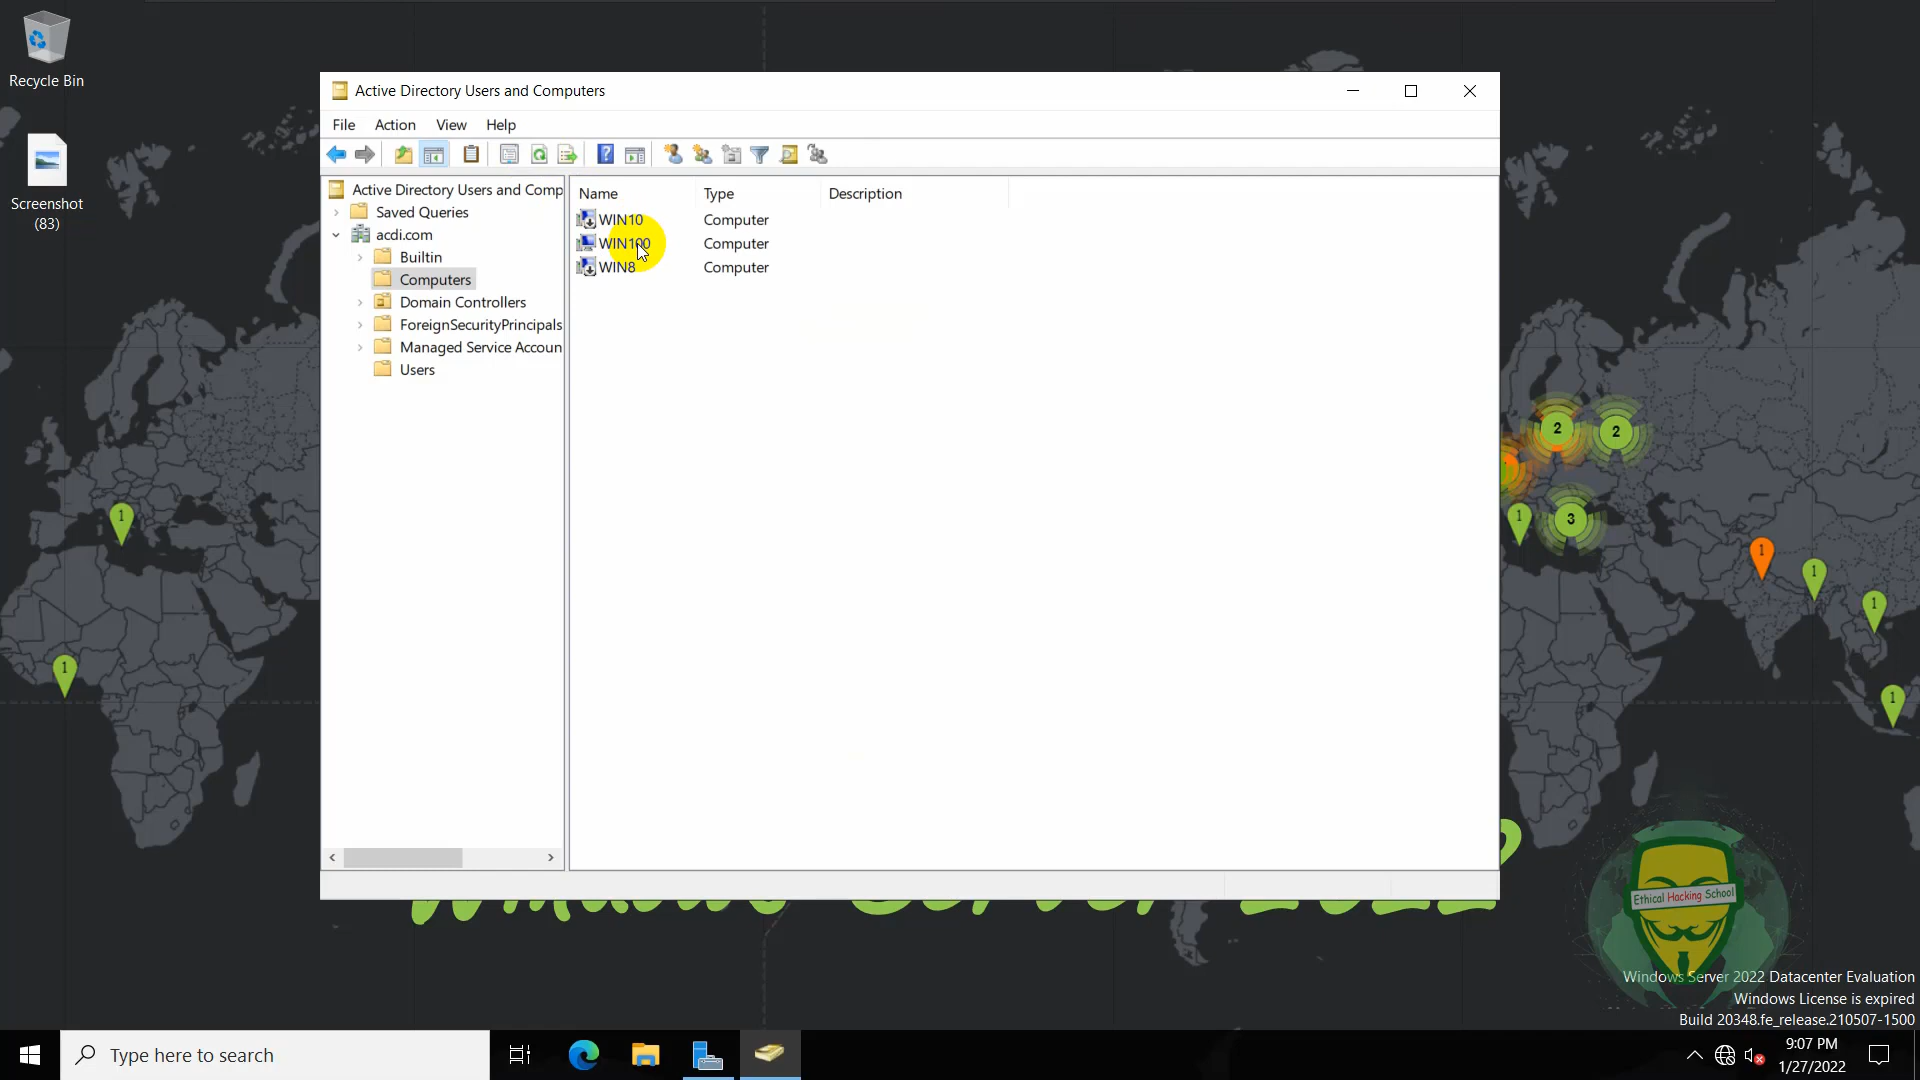 Recycle Bin
Screenshot
(83)
Active Directory Users and Computers
File Action View Help
Active Directory Users and Comp
Saved Queries
acdi.com
Builtin
Computers
Domain Controllers
ForeignSecurityPrincipals
Managed Service Accoun
Users
Name Type Description
WIN10 Computer
WIN100 Computer
WIN8 Computer
1
1
2
2
1
3
1
1
1
1
Ethical Hacking School
Windows Server 2022 Datacenter Evaluation
Windows License is expired
Build 20348.fe_release.210507-1500
Type here to search
9:07 PM
1/27/2022